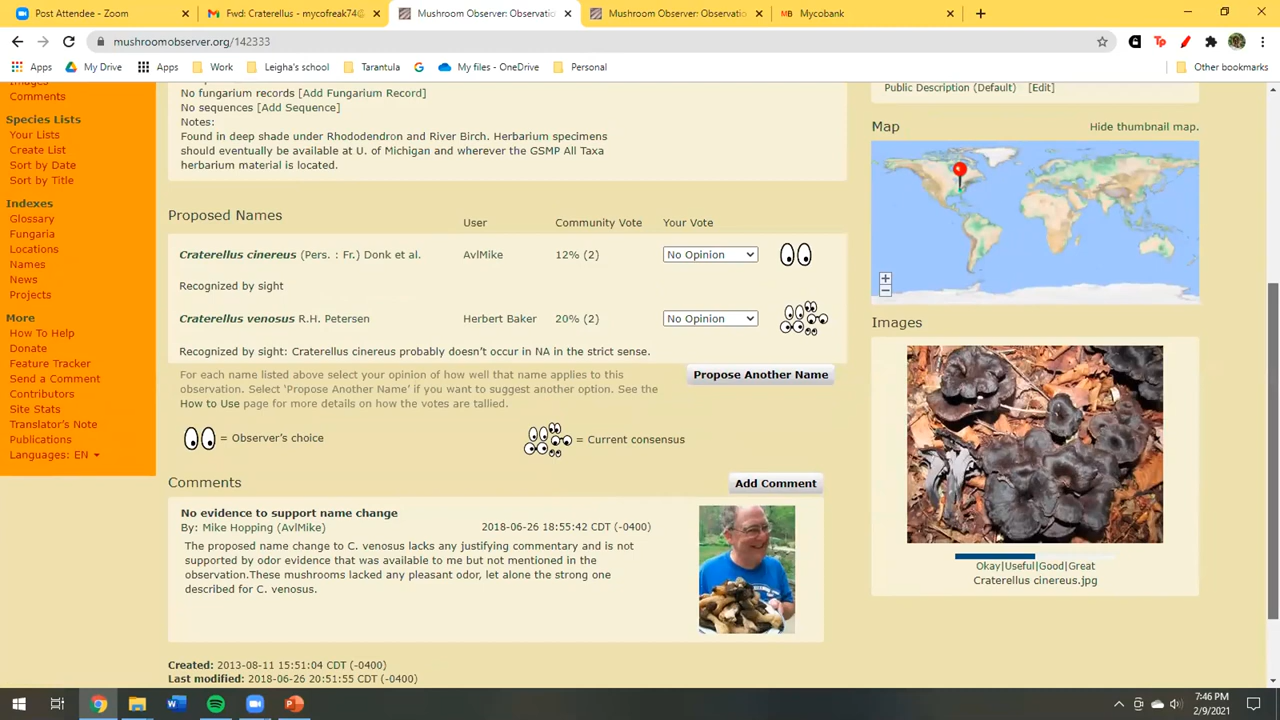 Post Attendee - Zoom
Fwd: Craterellus - mycofreak74@
Mushroom Observer: Observatio
Mushroom Observer: Observatio
MB Mycobank
mushroomobserver.org/142333
Apps My Drive Apps Work Leigha's school Tarantula My files - OneDrive Personal Other bookmarks
Comments
Species Lists
Your Lists
Create List
Sort by Date
Sort by Title
Indexes
Glossary
Fungaria
Locations
Names
News
Projects
More
How To Help
Donate
Feature Tracker
Send a Comment
Contributors
Site Stats
Translator's Note
Publications
Languages: EN
No fungarium records [Add Fungarium Record]
No sequences [Add Sequence]
Notes:
Found in deep shade under Rhododendron and River Birch. Herbarium specimens
should eventually be available at U. of Michigan and wherever the GSMP All Taxa
herbarium material is located.
Proposed Names User Community Vote Your Vote
Craterellus cinereus (Pers. : Fr.) Donk et al. AvlMike 12% (2) No Opinion
Recognized by sight
Craterellus venosus R.H. Petersen Herbert Baker 20% (2) No Opinion
Recognized by sight: Craterellus cinereus probably doesn't occur in NA in the strict sense.
For each name listed above select your opinion of how well that name applies to this
observation. Select 'Propose Another Name' if you want to suggest another option. See the
How to Use page for more details on how the votes are tallied.
Propose Another Name
= Observer's choice = Current consensus
Comments Add Comment
No evidence to support name change
By: Mike Hopping (AvlMike) 2018-06-26 18:55:42 CDT (-0400)
The proposed name change to C. venosus lacks any justifying commentary and is not
supported by odor evidence that was available to me but not mentioned in the
observation.These mushrooms lacked any pleasant odor, let alone the strong one
described for C. venosus.
Created: 2013-08-11 15:51:04 CDT (-0400)
Last modified: 2018-06-26 20:51:55 CDT (-0400)
Public Description (Default) [Edit]
Map Hide thumbnail map.
+
−
Images
Okay|Useful|Good|Great
Craterellus cinereus.jpg
7:46 PM
2/9/2021